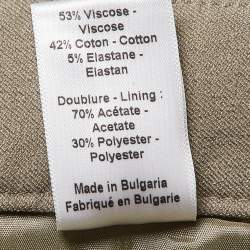 53% Viscose -
Viscose
42% Coton - Cotton
5% Elastane -
Elastan
Doublure - Lining :
70% Acétate -
Acetate
30% Polyester -
Polyester
Made in Bulgaria
Fabriqué en Bulgarie